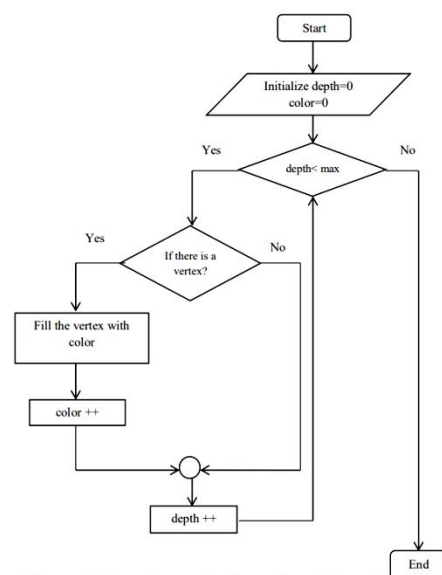 Start
Initialize depth=0
color=0
Yes
No
depth< max
Yes
No
If there is a
vertex?
Fill the vertex with
color
color ++
depth ++
End